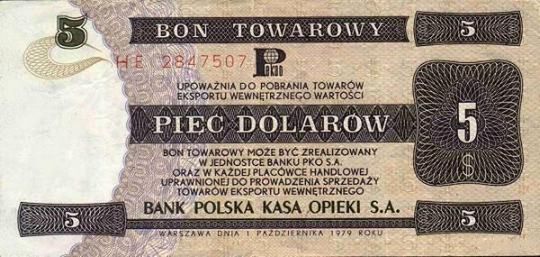 5 BON TOWAROWY 5
HE 2847507 Pekao
UPOWAŻNIA DO POBRANIA TOWARÓW
EKSPORTU WEWNĘTRZNEGO WARTOŚCI
PIĘC DOLARÓW
5
$
BON TOWAROWY MOŻE BYĆ ZREALIZOWANY
W JEDNOSTCE BANKU PKO S.A.
ORAZ W KAŻDEJ PLACÓWCE HANDLOWEJ
UPRAWNIONEJ DO PROWADZENIA SPRZEDAŻY
TOWARÓW EKSPORTU WEWNĘTRZNEGO
5 BANK POLSKA KASA OPIEKI S.A. 5
WARSZAWA DNIA 1 PAŹDZIERNIKA 1979 ROKU